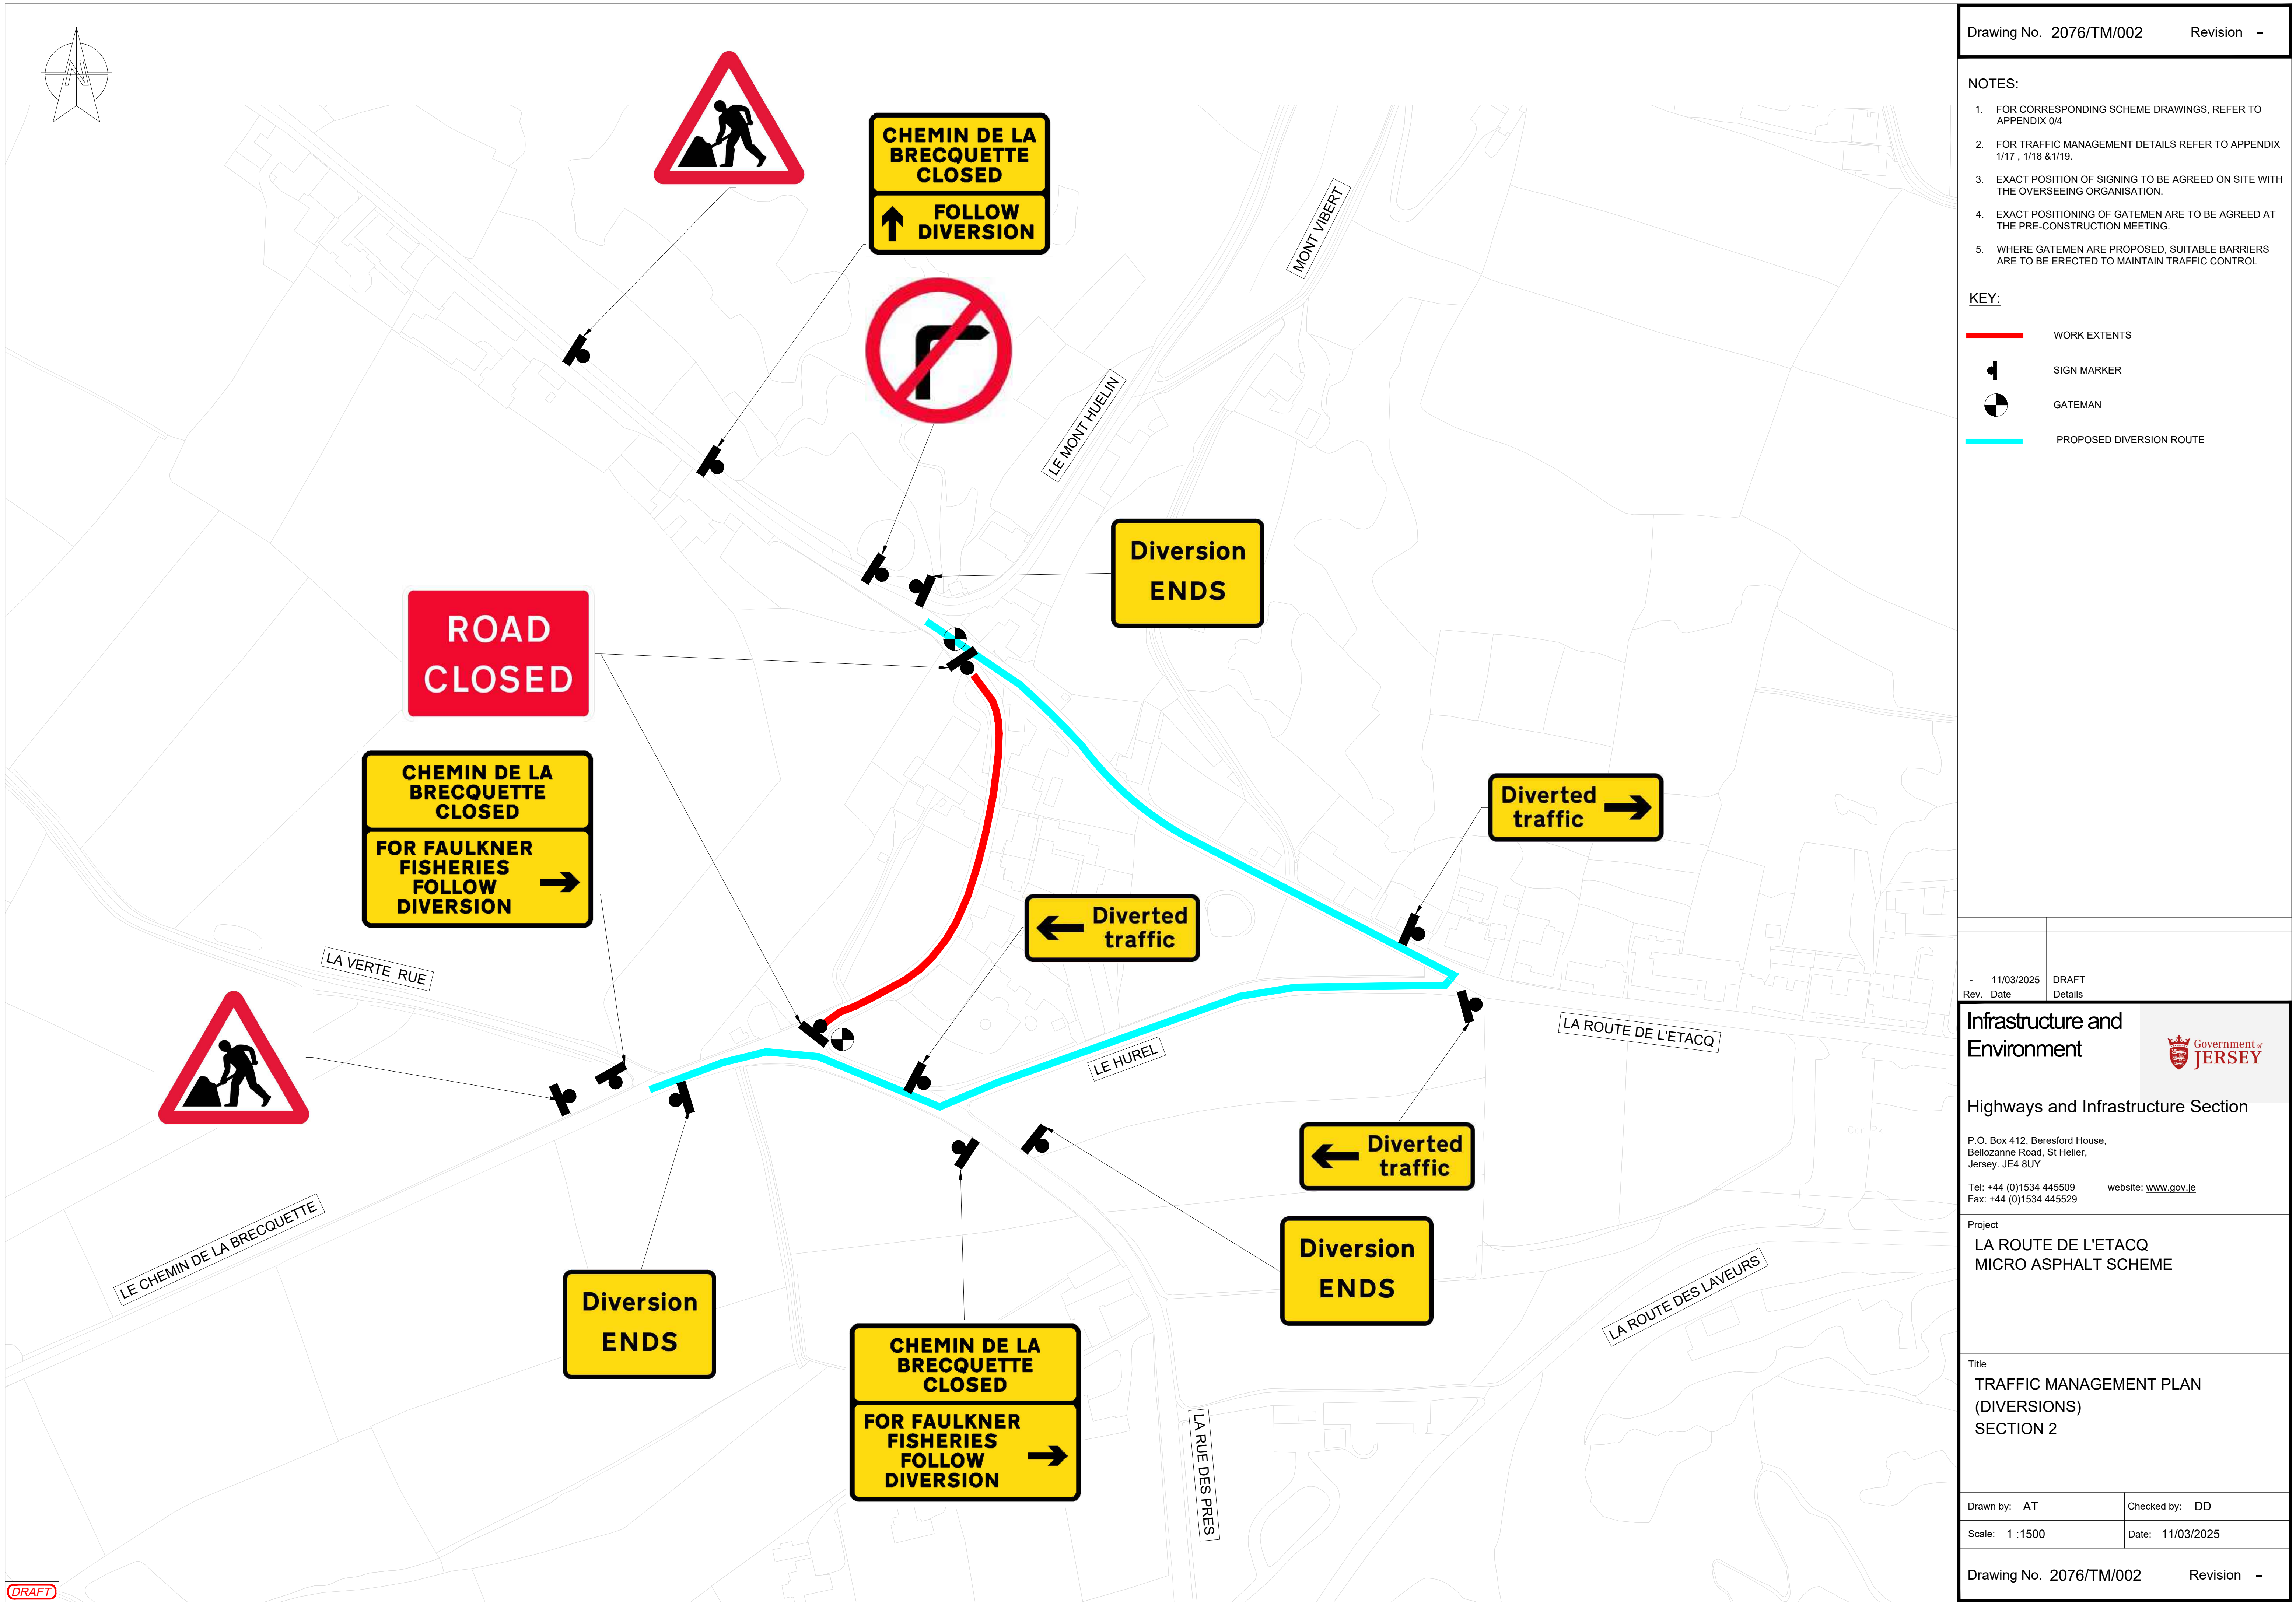 Drawing No. 2076/TM/002 Revision -
NOTES:
1. FOR CORRESPONDING SCHEME DRAWINGS, REFER TO
APPENDIX 0/4
2. FOR TRAFFIC MANAGEMENT DETAILS REFER TO APPENDIX
1/17 , 1/18 &1/19.
3. EXACT POSITION OF SIGNING TO BE AGREED ON SITE WITH
THE OVERSEEING ORGANISATION.
4. EXACT POSITIONING OF GATEMEN ARE TO BE AGREED AT
THE PRE-CONSTRUCTION MEETING.
5. WHERE GATEMEN ARE PROPOSED, SUITABLE BARRIERS
ARE TO BE ERECTED TO MAINTAIN TRAFFIC CONTROL
KEY:
WORK EXTENTS
SIGN MARKER
GATEMAN
PROPOSED DIVERSION ROUTE
N
CHEMIN DE LA
BRECQUETTE
CLOSED
FOLLOW
DIVERSION
MONT VIBERT
LE MONT HUELIN
Diversion
ENDS
ROAD
CLOSED
CHEMIN DE LA
BRECQUETTE
CLOSED
FOR FAULKNER
FISHERIES
FOLLOW
DIVERSION
Diverted
traffic
Diverted
traffic
LA VERTE RUE
LA ROUTE DE L'ETACQ
LE HUREL
Car Pk
Diverted
traffic
LE CHEMIN DE LA BRECQUETTE
Diversion
ENDS
Diversion
ENDS
LA ROUTE DES LAVEURS
CHEMIN DE LA
BRECQUETTE
CLOSED
FOR FAULKNER
FISHERIES
FOLLOW
DIVERSION
LA RUE DES PRES
DRAFT
- 11/03/2025 DRAFT
Rev. Date Details
Infrastructure and
Environment
Government of
JERSEY
Highways and Infrastructure Section
P.O. Box 412, Beresford House,
Bellozanne Road, St Helier,
Jersey. JE4 8UY
Tel: +44 (0)1534 445509 website: www.gov.je
Fax: +44 (0)1534 445529
Project
LA ROUTE DE L'ETACQ
MICRO ASPHALT SCHEME
Title
TRAFFIC MANAGEMENT PLAN
(DIVERSIONS)
SECTION 2
Drawn by: AT Checked by: DD
Scale: 1 :1500 Date: 11/03/2025
Drawing No. 2076/TM/002 Revision -